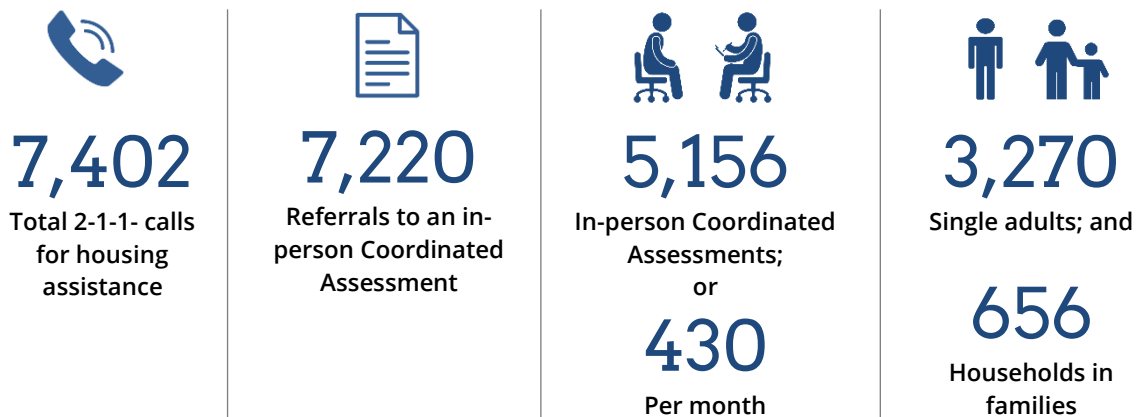 7,402
Total 2-1-1- calls
for housing
assistance
7,220
Referrals to an in-
person Coordinated
Assessment
5,156
In-person Coordinated
Assessments;
or
430
Per month
3,270
Single adults; and
656
Households in
families